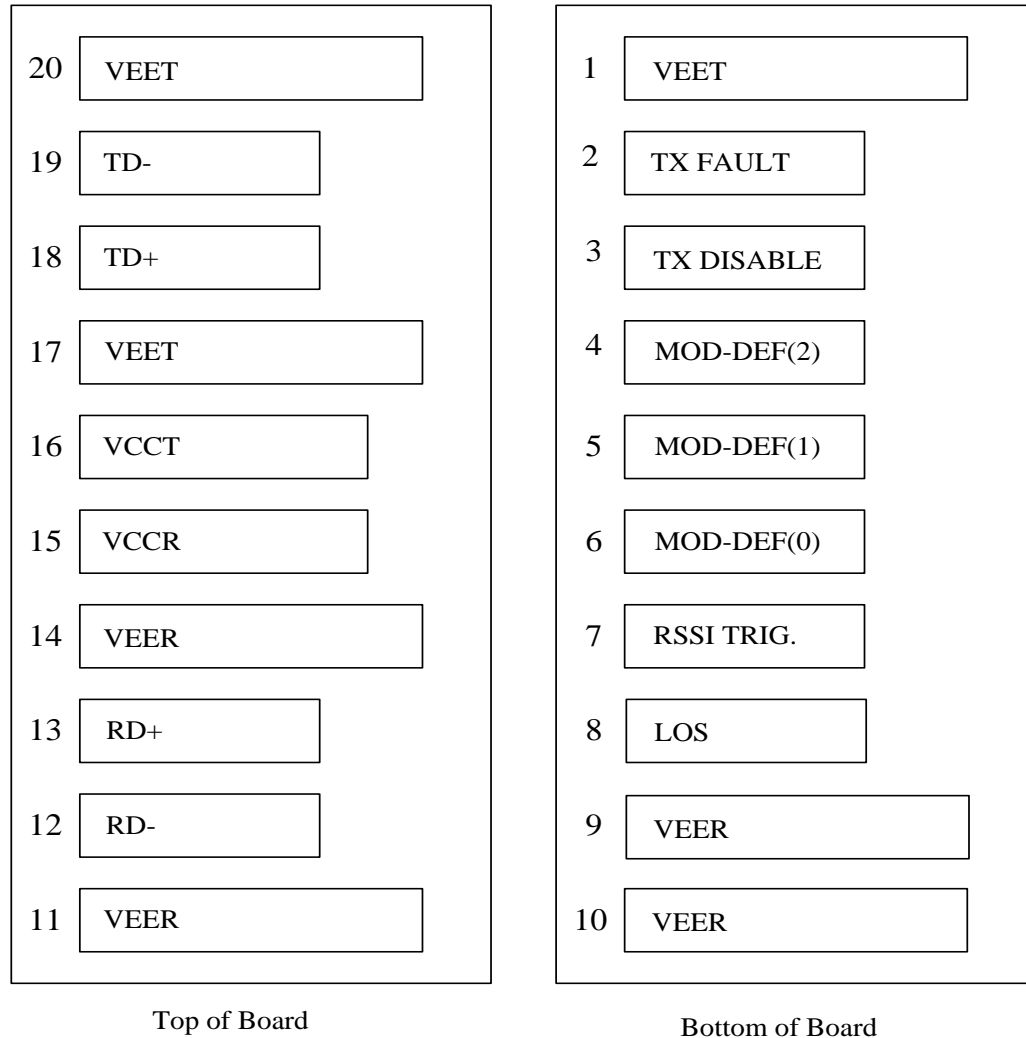 20 VEET
19 TD-
18 TD+
17 VEET
16 VCCT
15 VCCR
14 VEER
13 RD+
12 RD-
11 VEER
Top of Board
1 VEET
2 TX FAULT
3 TX DISABLE
4 MOD-DEF(2)
5 MOD-DEF(1)
6 MOD-DEF(0)
7 RSSI TRIG.
8 LOS
9 VEER
10 VEER
Bottom of Board